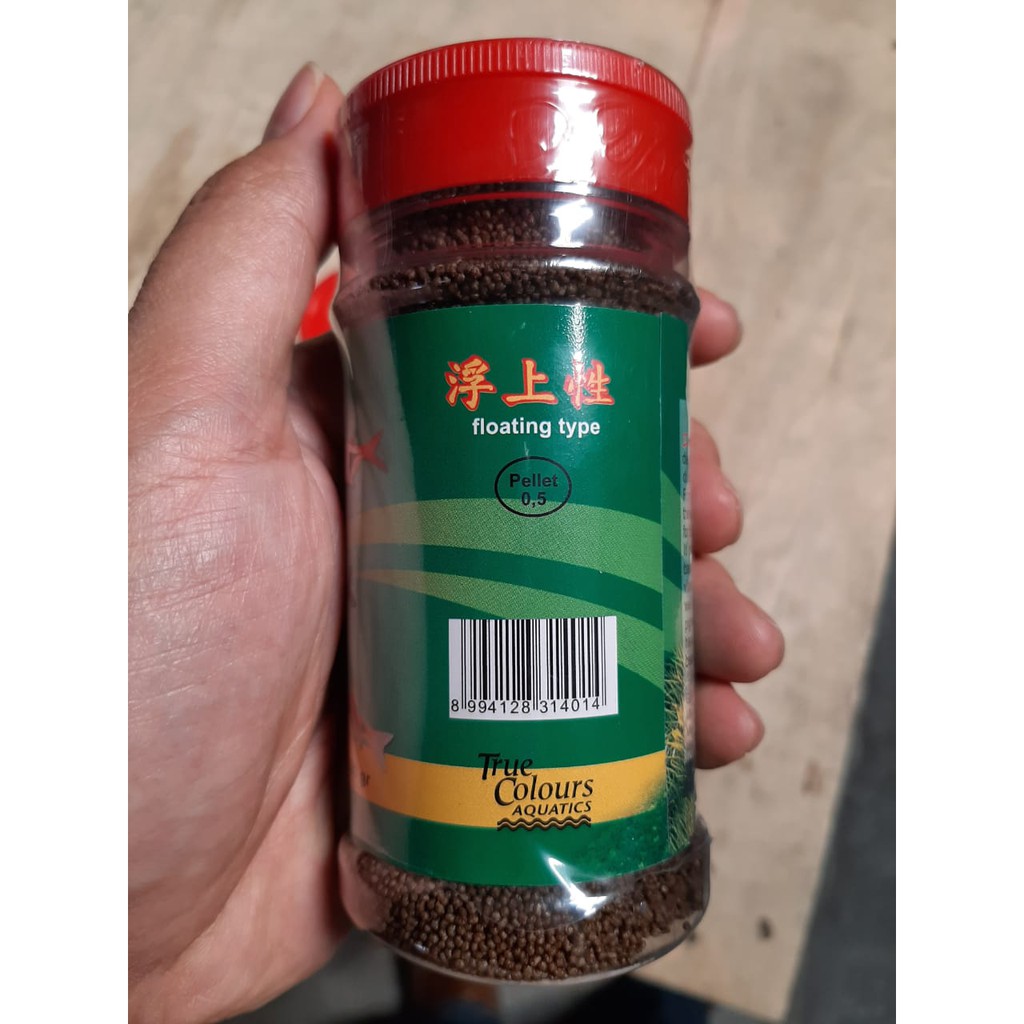 浮上性
floating type
Pellet
0,5
8 994128 314014
True
Colours
AQUATICS